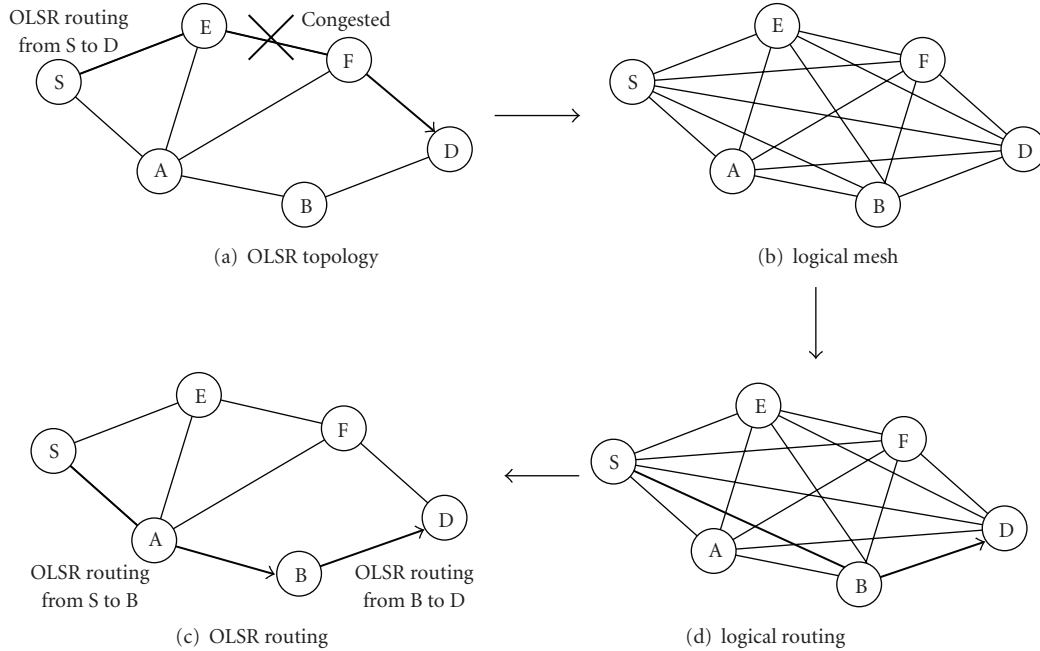 OLSR routing
from S to D
E
Congested
F
S
D
A
B
(a) OLSR topology
E
F
S
D
A
B
(b) logical mesh
E
F
S
D
A
B
OLSR routing
from S to B
OLSR routing
from B to D
(c) OLSR routing
E
F
S
D
A
B
(d) logical routing